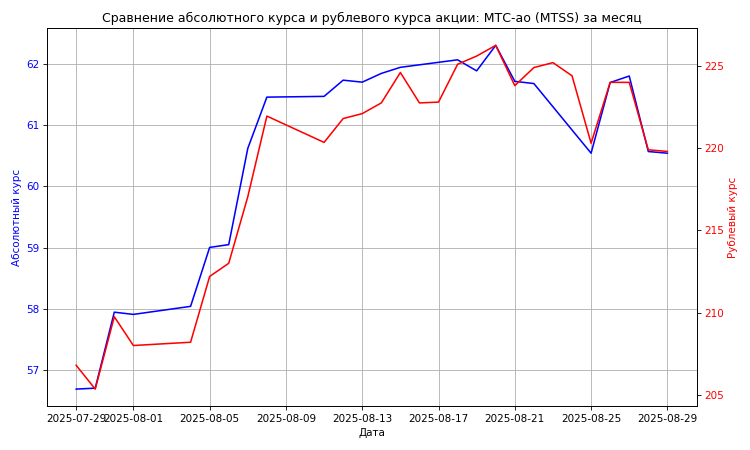 Сравнение абсолютного курса и рублевого курса акции: МТС-ао (MTSS) за месяц
62
61
60
59
58
57
Абсолютный курс
225
220
215
210
205
Рублевый курс
2025-07-29 2025-08-01 2025-08-05 2025-08-09 2025-08-13 2025-08-17 2025-08-21 2025-08-25 2025-08-29
Дата